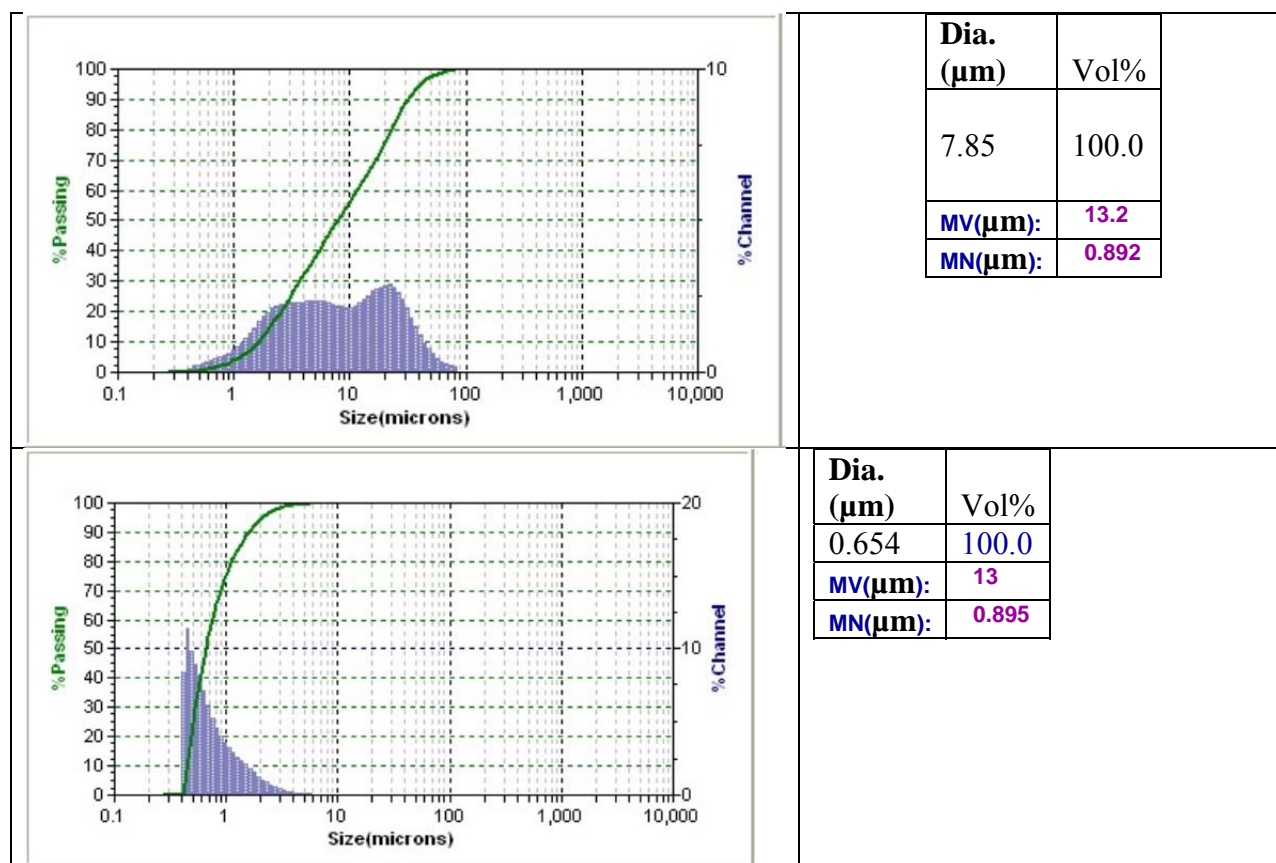 100
90
80
70
60
50
40
30
20
10
0
%Passing
10
0
%Channel
0.1 1 10 100 1,000 10,000
Size(microns)
Dia. (µm) Vol%
7.85 100.0
MV(µm): 13.2
MN(µm): 0.892
100
90
80
70
60
50
40
30
20
10
0
%Passing
20
10
0
%Channel
0.1 1 10 100 1,000 10,000
Size(microns)
Dia. (µm) Vol%
0.654 100.0
MV(µm): 13
MN(µm): 0.895